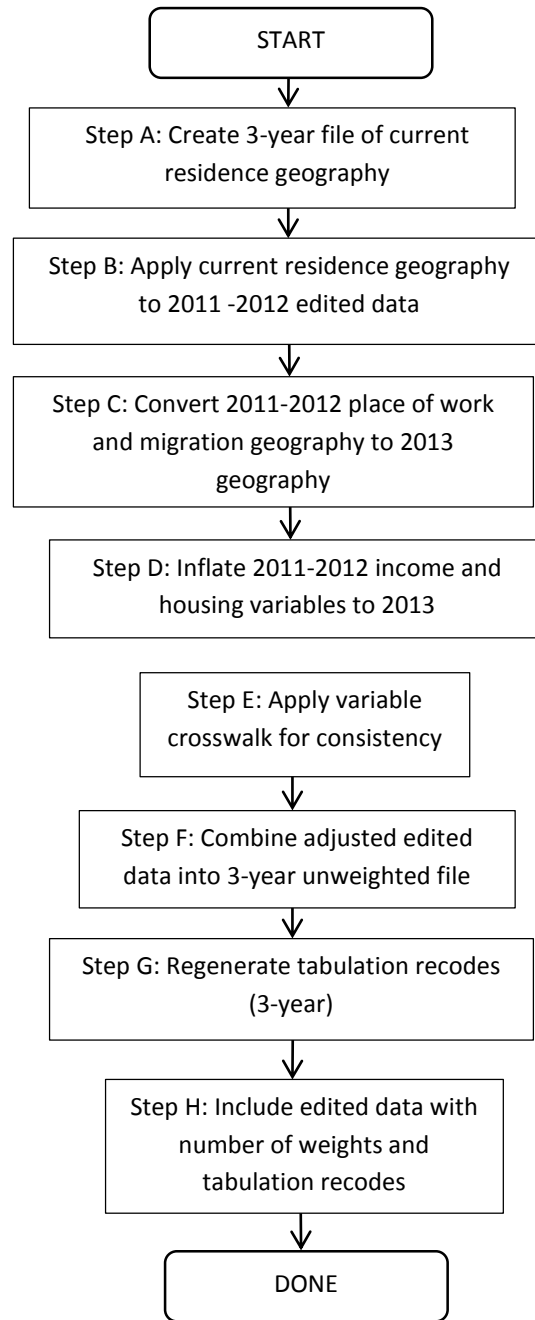 START
Step A: Create 3-year file of current
residence geography
Step B: Apply current residence geography
to 2011 -2012 edited data
Step C: Convert 2011-2012 place of work
and migration geography to 2013
geography
Step D: Inflate 2011-2012 income and
housing variables to 2013
Step E: Apply variable
crosswalk for consistency
Step F: Combine adjusted edited
data into 3-year unweighted file
Step G: Regenerate tabulation recodes
(3-year)
Step H: Include edited data with
number of weights and
tabulation recodes
DONE